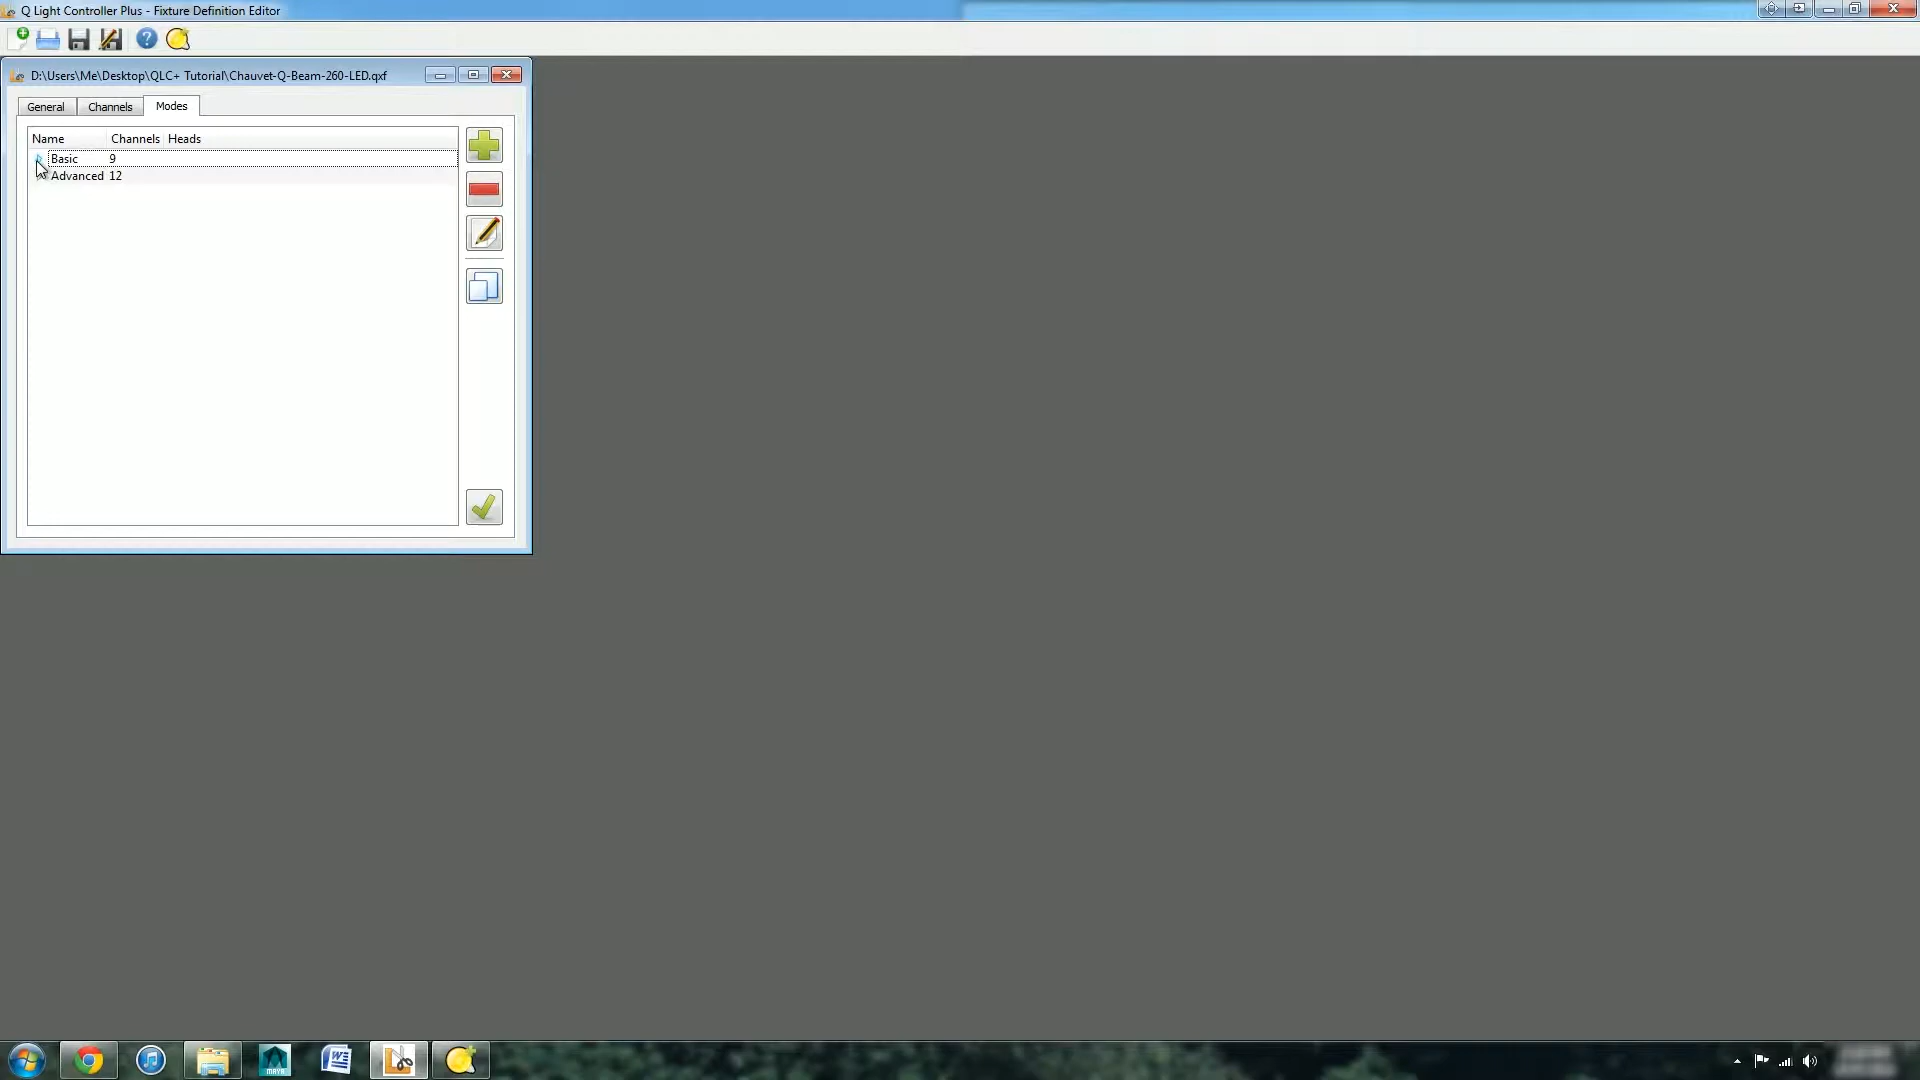 Q Light Controller Plus - Fixture Definition Editor
D:\Users\Me\Desktop\QLC+ Tutorial\Chauvet-Q-Beam-260-LED.qxf
General Channels Modes
Name Channels Heads
Basic 9
Advanced 12
MAYA